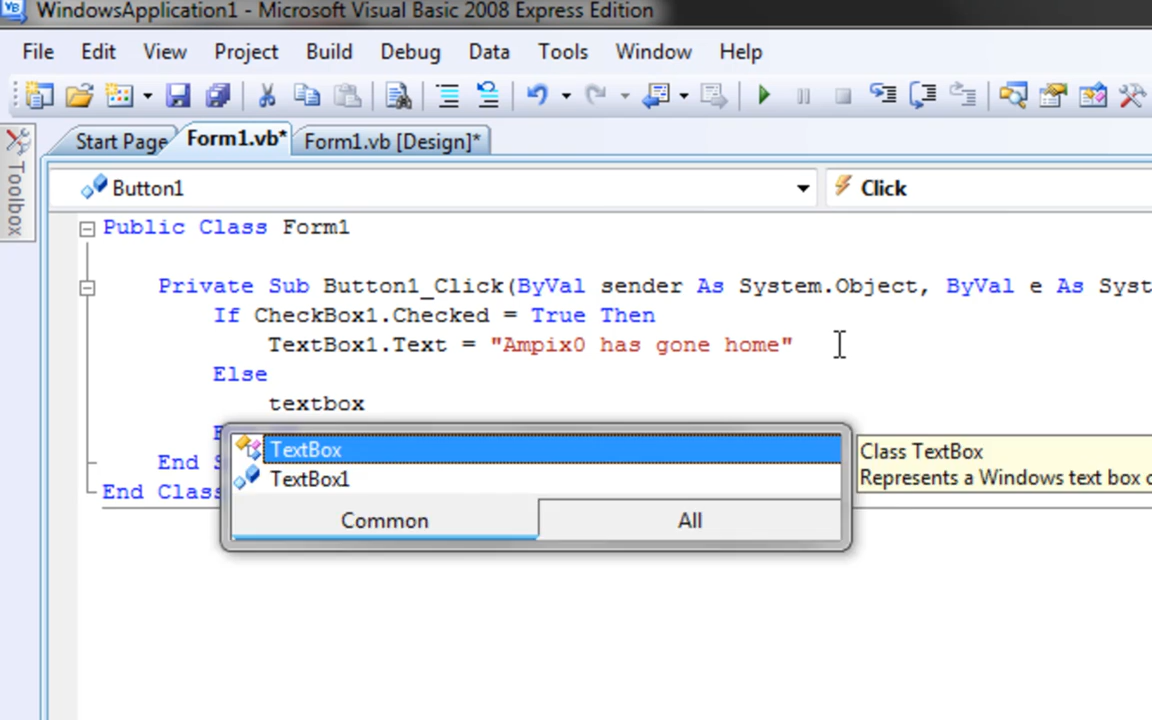 WindowsApplication1 - Microsoft Visual Basic 2008 Express Edition
File Edit View Project Build Debug Data Tools Window Help
Toolbox
Start Page Form1.vb* Form1.vb [Design]*
Button1 Click
Public Class Form1
Private Sub Button1_Click(ByVal sender As System.Object, ByVal e As Syst
If CheckBox1.Checked = True Then
TextBox1.Text = "Ampix0 has gone home"
Else
textbox
TextBox
Class TextBox
TextBox1
Represents a Windows text box
End
End Class
Common All